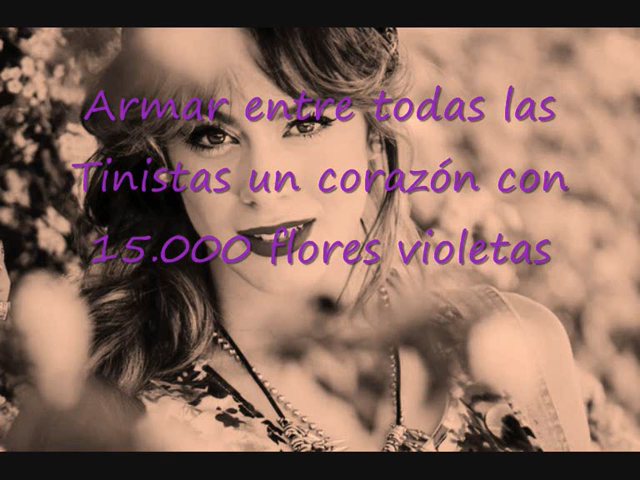 Armar entre todas las
Tinistas un corazón con
15.000 flores violetas